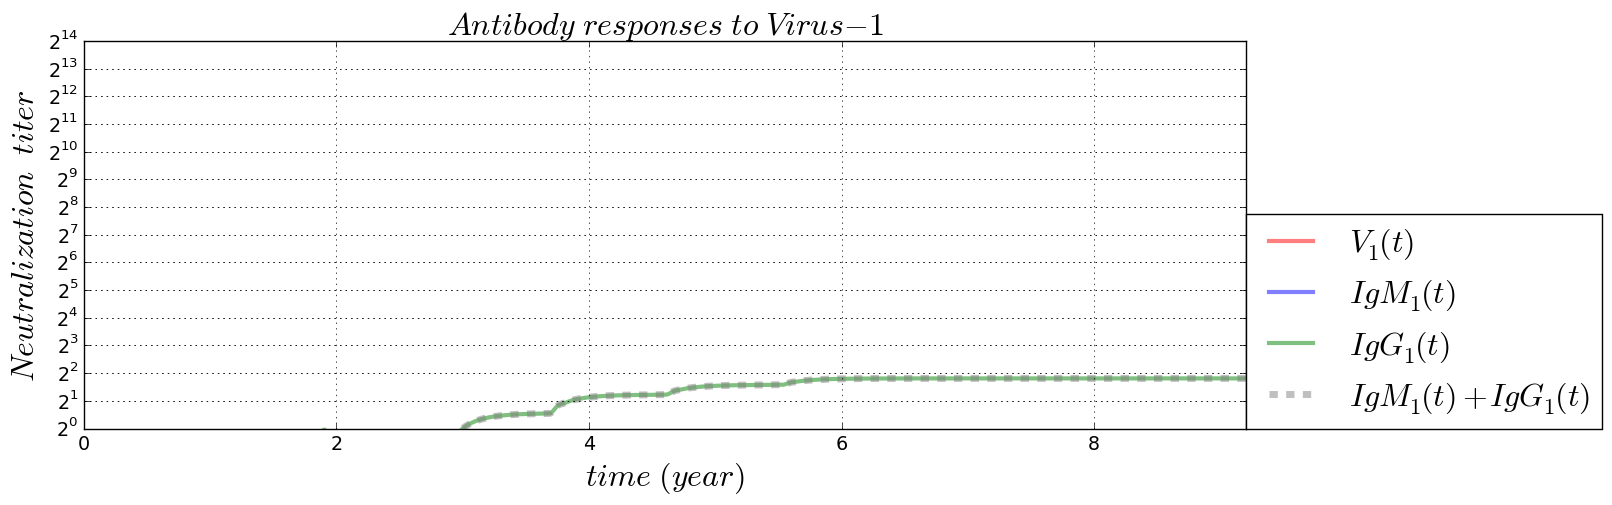 Antibody responses to Virus−1
Neutralization titer
2^14
2^13
2^12
2^11
2^10
2^9
2^8
2^7
2^6
2^5
2^4
2^3
2^2
2^1
2^0
0 2 4 6 8
time (year)
V_1(t)
IgM_1(t)
IgG_1(t)
IgM_1(t) + IgG_1(t)